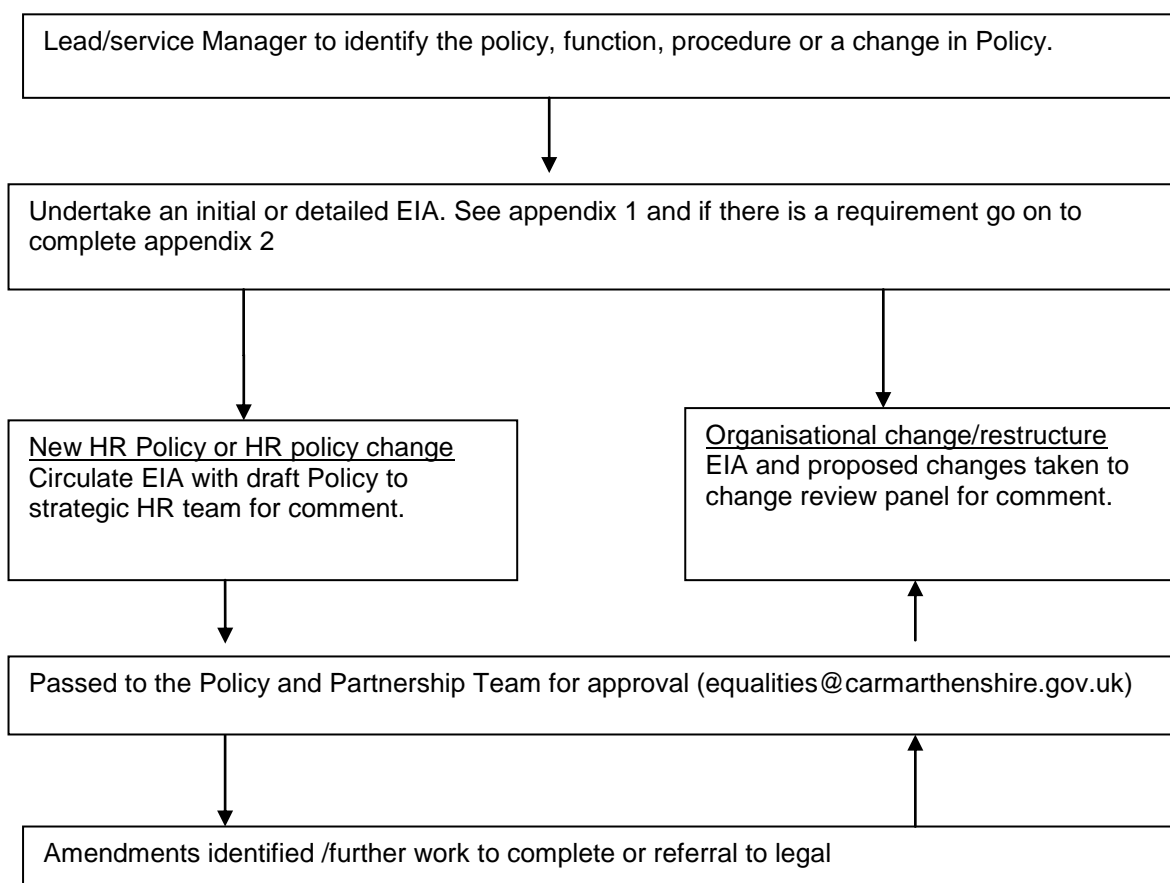 Lead/service Manager to identify the policy, function, procedure or a change in Policy.
Undertake an initial or detailed EIA. See appendix 1 and if there is a requirement go on to
complete appendix 2
New HR Policy or HR policy change
Circulate EIA with draft Policy to
strategic HR team for comment.
Organisational change/restructure
EIA and proposed changes taken to
change review panel for comment.
Passed to the Policy and Partnership Team for approval (equalities@carmarthenshire.gov.uk)
Amendments identified /further work to complete or referral to legal